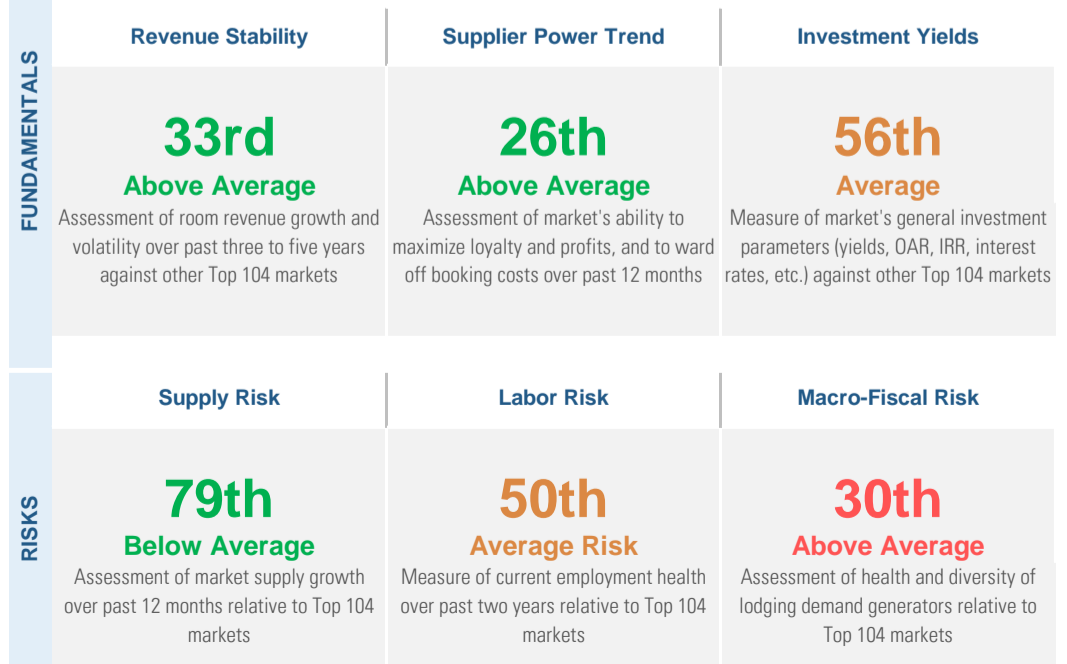 FUNDAMENTALS
Revenue Stability
33rd
Above Average
Assessment of room revenue growth and
volatility over past three to five years
against other Top 104 markets
Supplier Power Trend
26th
Above Average
Assessment of market's ability to
maximize loyalty and profits, and to ward
off booking costs over past 12 months
Investment Yields
56th
Average
Measure of market's general investment
parameters (yields, OAR, IRR, interest
rates, etc.) against other Top 104 markets
RISKS
Supply Risk
79th
Below Average
Assessment of market supply growth
over past 12 months relative to Top 104
markets
Labor Risk
50th
Average Risk
Measure of current employment health
over past two years relative to Top 104
markets
Macro-Fiscal Risk
30th
Above Average
Assessment of health and diversity of
lodging demand generators relative to
Top 104 markets